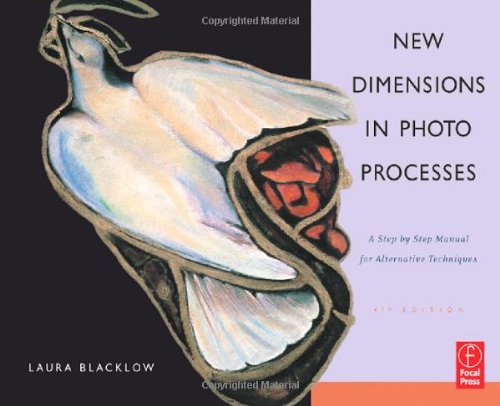 Copyrighted Material
NEW
DIMENSIONS
IN PHOTO
PROCESSES
A Step by Step Manual
for Alternative Techniques
4TH EDITION
LAURA BLACKLOW
Focal
Press
Copyrighted Material